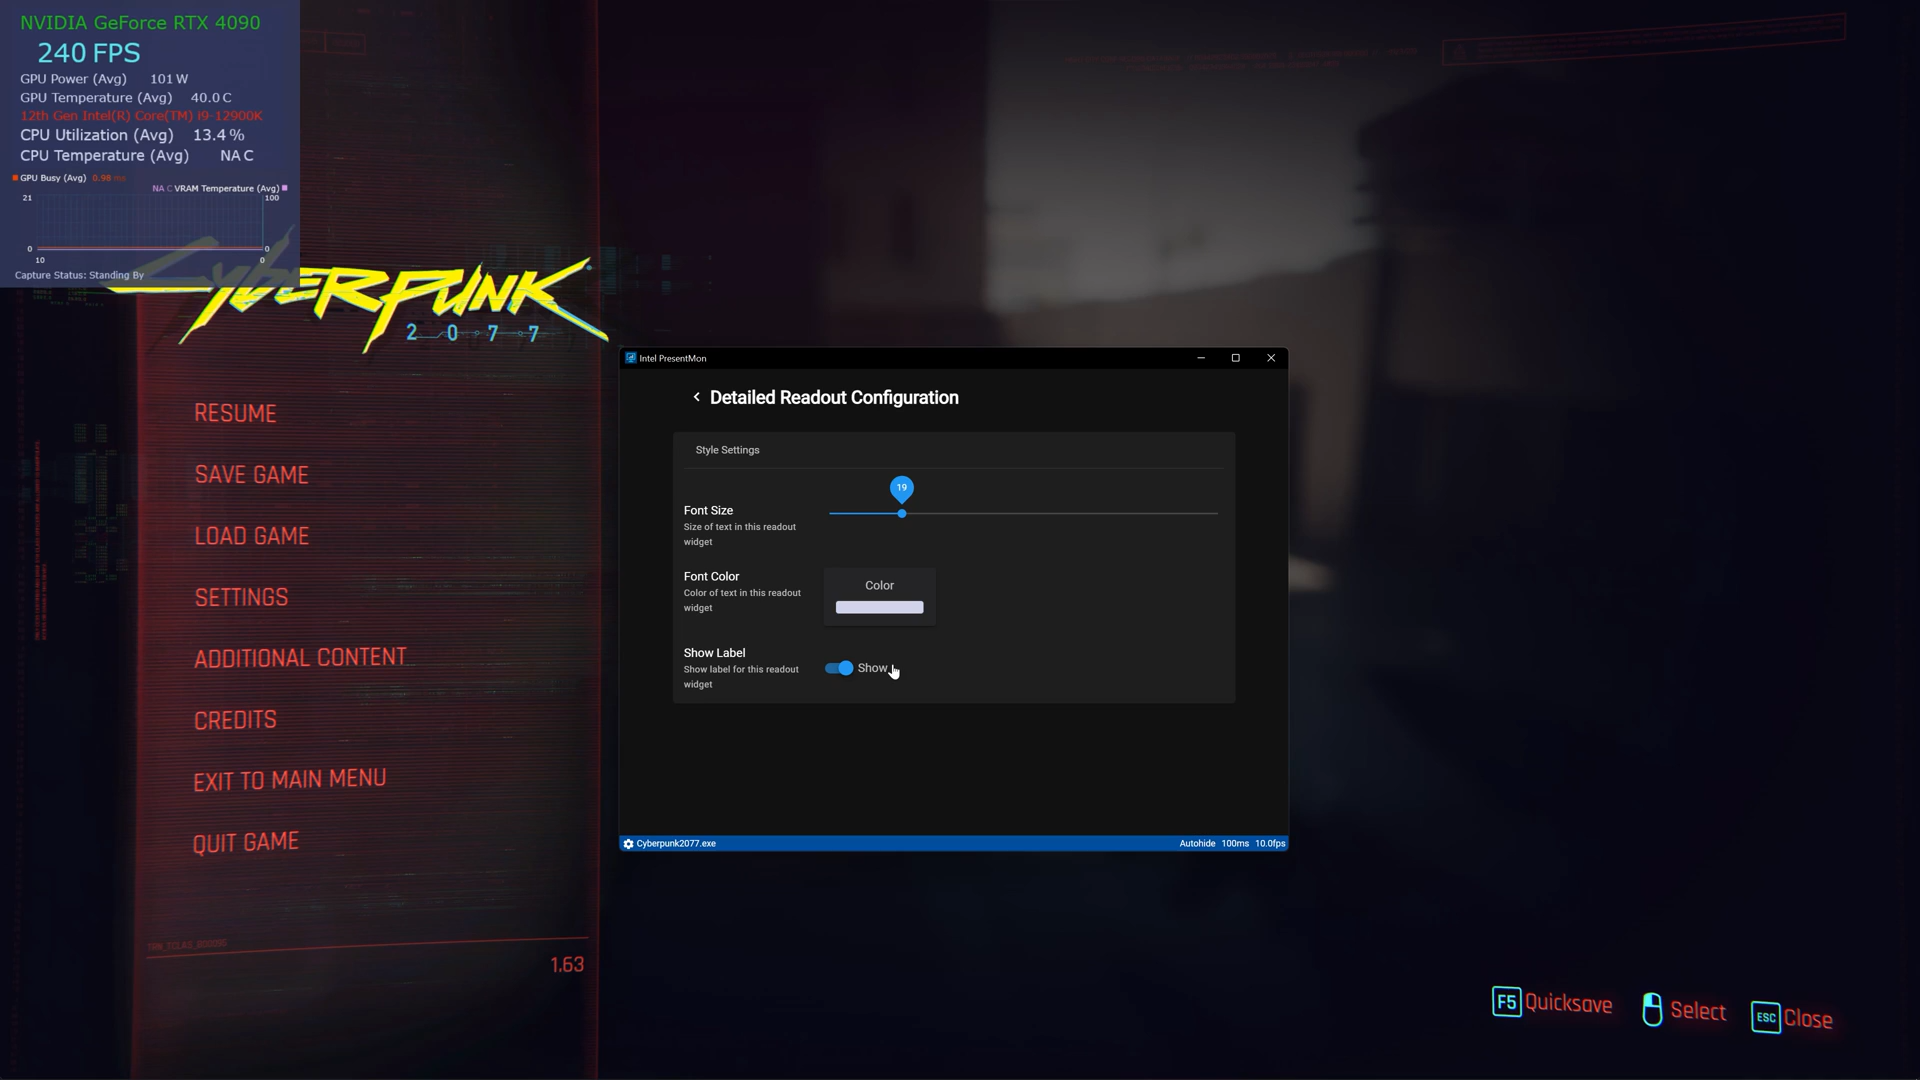 NVIDIA GeForce RTX 4090
240 FPS
GPU Power (Avg) 101 W
GPU Temperature (Avg) 40.0 C
12th Gen Intel(R) Core(TM) i9-12900K
CPU Utilization (Avg) 13.4 %
CPU Temperature (Avg) NA C
GPU Busy (Avg) 0.98 ms
NA C VRAM Temperature (Avg)
21 100
0 0
10 0
Capture Status: Standing By
CYBERPUNK
2077
RESUME
SAVE GAME
LOAD GAME
SETTINGS
ADDITIONAL CONTENT
CREDITS
EXIT TO MAIN MENU
QUIT GAME
1.63
Intel PresentMon
Detailed Readout Configuration
Style Settings
19
Font Size
Size of text in this readout
widget
Font Color
Color of text in this readout
widget
Color
Show Label
Show label for this readout
widget
Show
Cyberpunk2077.exe
Autohide 100ms 10.0fps
F5 Quicksave
Select
ESC Close